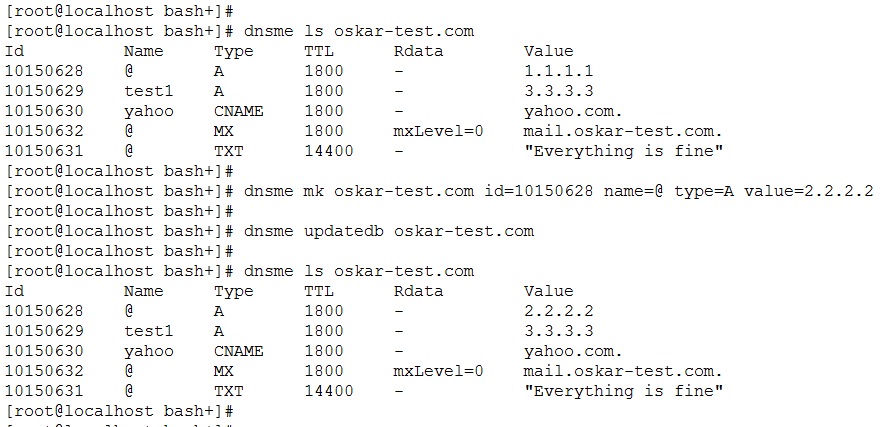 [root@localhost bash+]#
[root@localhost bash+]# dnsme ls oskar-test.com
Id Name Type TTL Rdata Value
10150628 @ A 1800 - 1.1.1.1
10150629 test1 A 1800 - 3.3.3.3
10150630 yahoo CNAME 1800 - yahoo.com.
10150632 @ MX 1800 mxLevel=0 mail.oskar-test.com.
10150631 @ TXT 14400 - "Everything is fine"
[root@localhost bash+]#
[root@localhost bash+]# dnsme mk oskar-test.com id=10150628 name=@ type=A value=2.2.2.2
[root@localhost bash+]#
[root@localhost bash+]# dnsme updatedb oskar-test.com
[root@localhost bash+]#
[root@localhost bash+]# dnsme ls oskar-test.com
Id Name Type TTL Rdata Value
10150628 @ A 1800 - 2.2.2.2
10150629 test1 A 1800 - 3.3.3.3
10150630 yahoo CNAME 1800 - yahoo.com.
10150632 @ MX 1800 mxLevel=0 mail.oskar-test.com.
10150631 @ TXT 14400 - "Everything is fine"
[root@localhost bash+]#